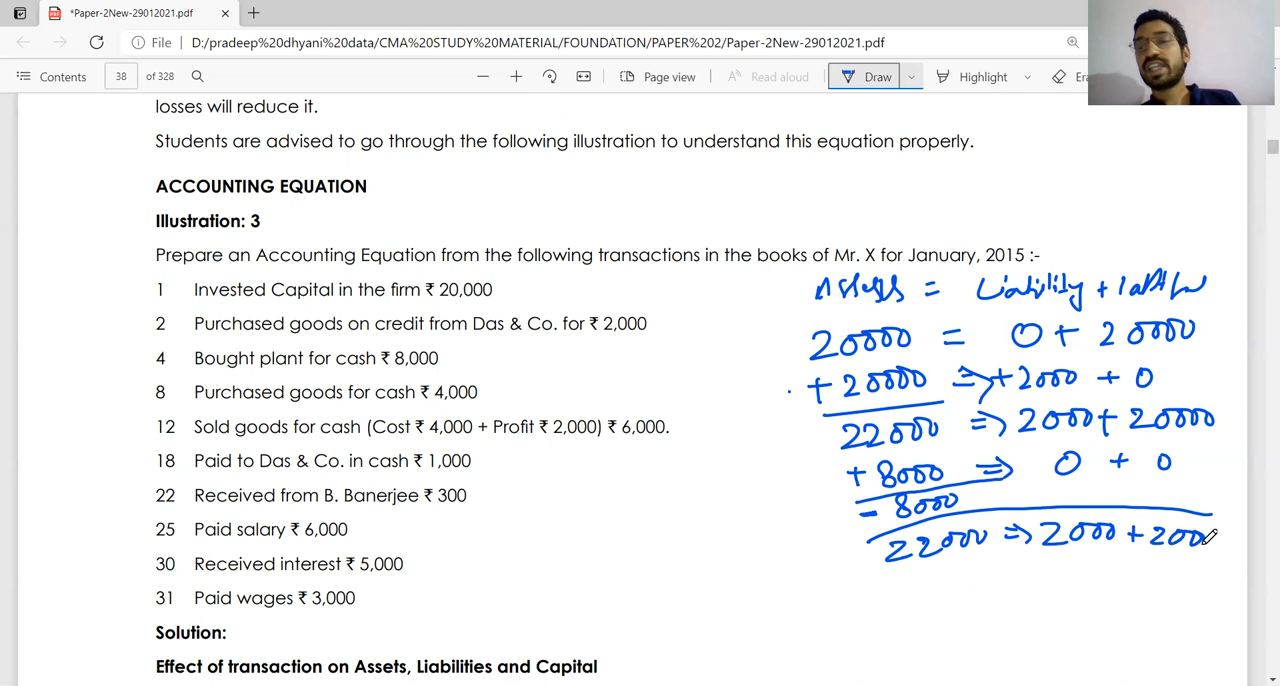 *Paper-2New-29012021.pdf
File D:/pradeep%20dhyani%20data/CMA%20STUDY%20MATERIAL/FOUNDATION/PAPER%202/Paper-2New-29012021.pdf
Contents 38 of 328 Page view Read aloud Draw Highlight Era
losses will reduce it.
Students are advised to go through the following illustration to understand this equation properly.
ACCOUNTING EQUATION
Illustration: 3
Prepare an Accounting Equation from the following transactions in the books of Mr. X for January, 2015 :-
1 Invested Capital in the firm ₹ 20,000
2 Purchased goods on credit from Das & Co. for ₹ 2,000
4 Bought plant for cash ₹ 8,000
8 Purchased goods for cash ₹ 4,000
12 Sold goods for cash (Cost ₹ 4,000 + Profit ₹ 2,000) ₹ 6,000.
18 Paid to Das & Co. in cash ₹ 1,000
22 Received from B. Banerjee ₹ 300
25 Paid salary ₹ 6,000
30 Received interest ₹ 5,000
31 Paid wages ₹ 3,000
Solution:
Effect of transaction on Assets, Liabilities and Capital
Assets = Liability +
20000 = 0 + 20000
+ 20000 => +2000 + 0
22000 => 2000 + 20000
+ 8000 => 0 + 0
- 8000
22000 => 2000 + 2000